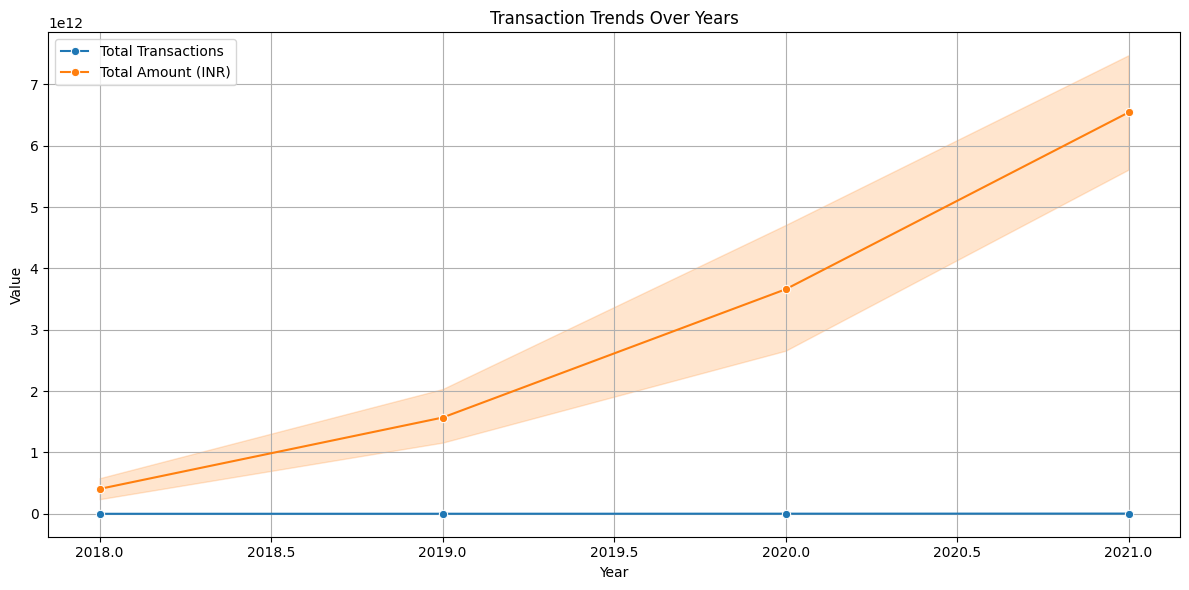 Transaction Trends Over Years
1e12
Total Transactions
Total Amount (INR)
7
6
5
4
3
2
1
0
Value
2018.0 2018.5 2019.0 2019.5 2020.0 2020.5 2021.0
Year